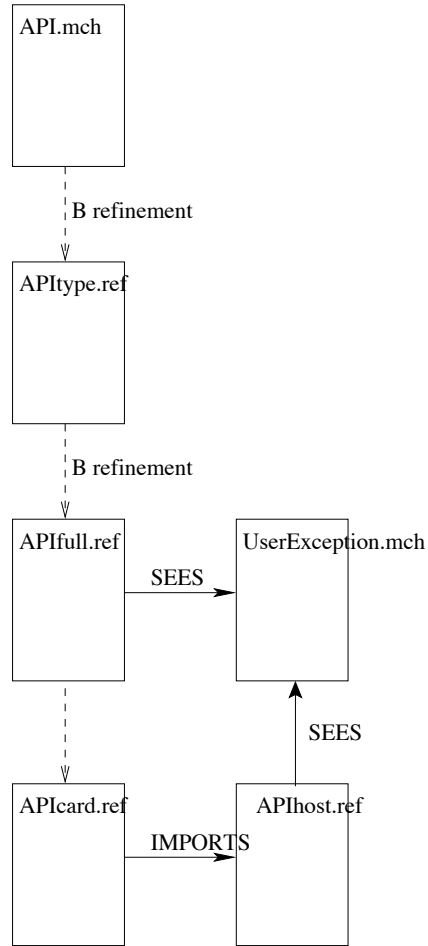 API.mch
B refinement
APItype.ref
B refinement
APIfull.ref
UserException.mch
SEES
SEES
APIcard.ref
APIhost.ref
IMPORTS